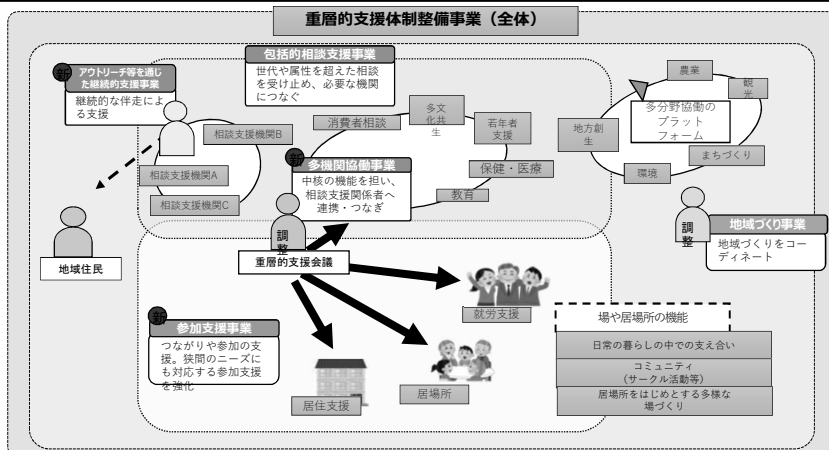 重層的支援体制整備事業（全体）
新
アウトリーチ等を通じ
た継続的支援事業
継続的な伴走によ
る支援
包括的相談支援事業
世代や属性を超えた相談
を受け止め、必要な機関
につなぐ
相談支援機関B
相談支援機関A
相談支援機関C
地域住民
消費者相談
多文
化共
生
若年者
支援
保健・医療
教育
新
多機関協働事業
中核の機能を担い、
相談支援関係者へ
連携・つなぎ
調
整
重層的支援会議
農業
観
光
多分野協働の
プラット
フォーム
地方創
生
まちづくり
環境
調
整
地域づくり事業
地域づくりをコー
ディネート
新
参加支援事業
つながりや参加の支
援。狭間のニーズに
も対応する参加支援
を強化
就労支援
居場所
居住支援
場や居場所の機能
日常の暮らしの中での支え合い
コミュニティ
（サークル活動等）
居場所をはじめとする多様な
場づくり